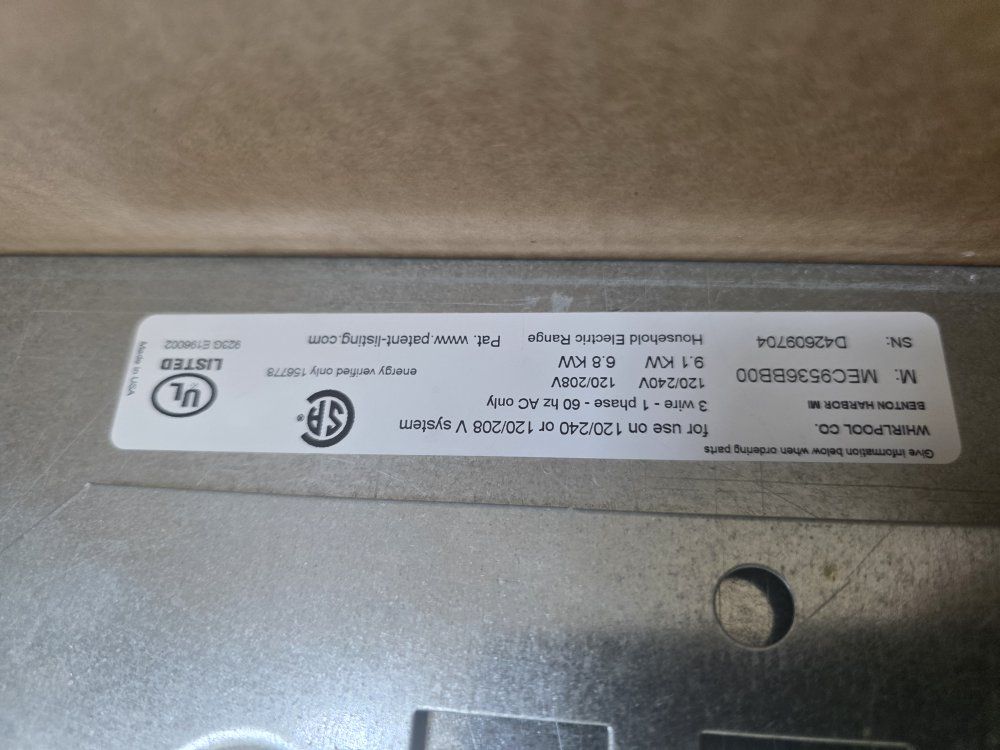 Give information below when ordering parts
WHIRLPOOL CO.
BENTON HARBOR MI
M: MEC9536BB00
SN: D42609704
for use on 120/240 or 120/208 V system
3 wire - 1 phase - 60 hz AC only
120/240V 120/208V
9.1 KW 6.8 KW
Household Electric Range
SA®
energy verified only 156778
Pat. www.patent-listing.com
UL
LISTED
923G E196002
Made in USA